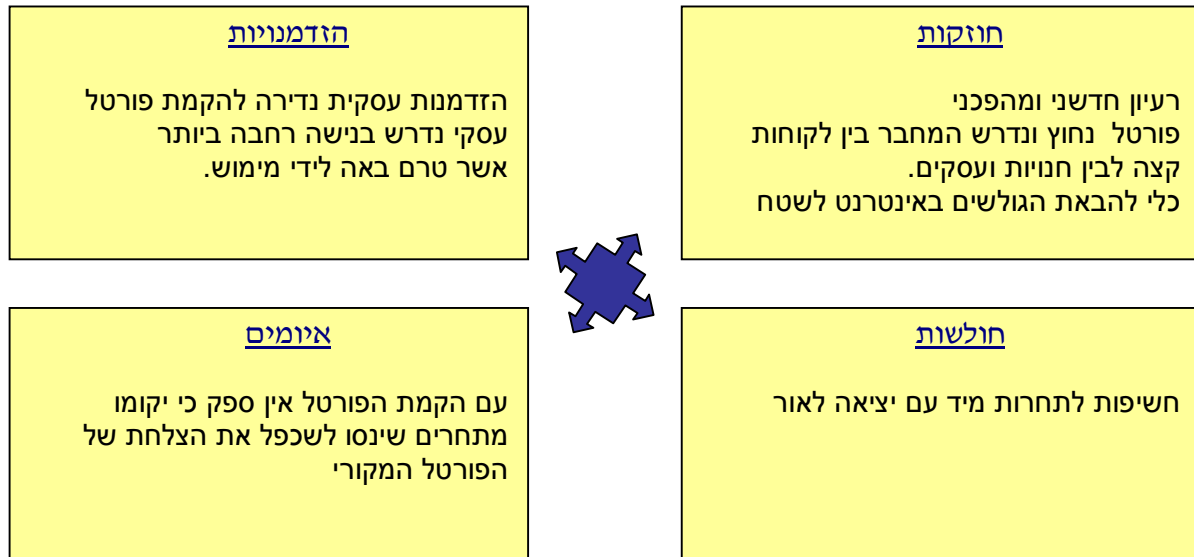 חוזקות
רעיון חדשני ומהפכני
פורטל נחוץ ונדרש המחבר בין לקוחות
קצה לבין חנויות ועסקים.
כלי להבאת הגולשים באינטרנט לשטח
הזדמנויות
הזדמנות עסקית נדירה להקמת פורטל
עסקי נדרש בנישה רחבה ביותר
אשר טרם באה לידי מימוש.
חולשות
חשיפות לתחרות מיד עם יציאה לאור
איומים
עם הקמת הפורטל אין ספק כי יקומו
מתחרים שינסו לשכפל את הצלחת של
הפורטל המקורי